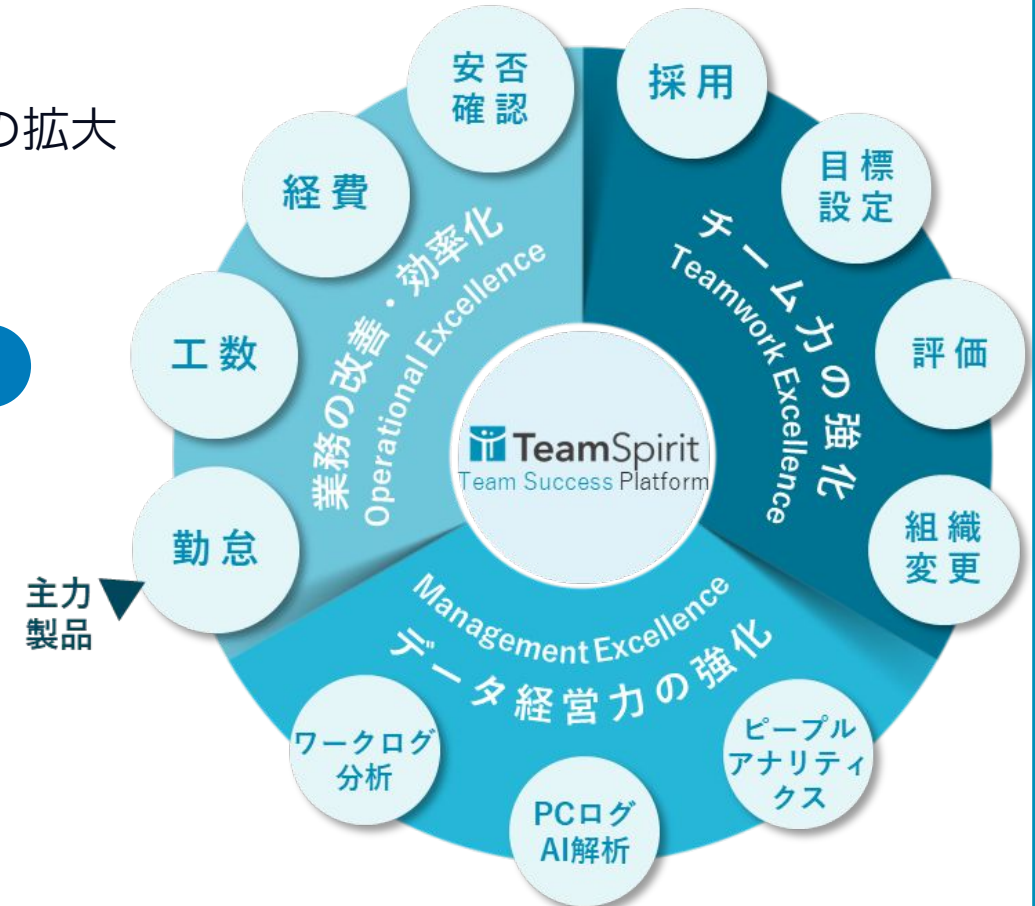 の拡大
安否
確認
採用
経費
目標
設定
業務の改善・効率化
Operational Excellence
チーム力の強化
Teamwork Excellence
工数
評価
TeamSpirit
Team Success Platform
勤怠
組織
変更
主力
製品
Management Excellence
データ経営力の強化
ワークログ
分析
PCログ
AI解析
ピープル
アナリティ
クス